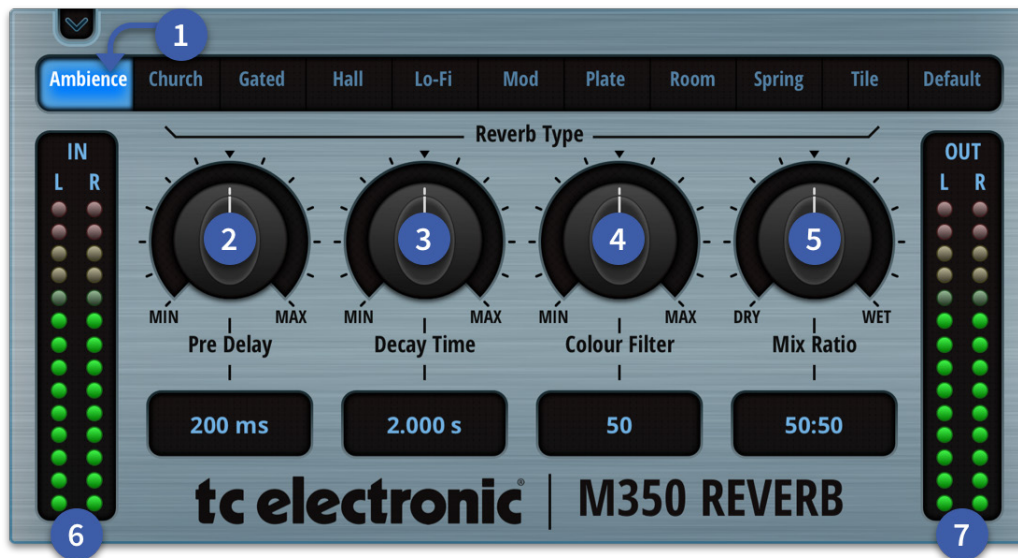 1
Ambience Church Gated Hall Lo-Fi Mod Plate Room Spring Tile Default
Reverb Type
IN
L R
OUT
L R
2 3 4 5
MIN MAX MIN MAX MIN MAX DRY WET
Pre Delay Decay Time Colour Filter Mix Ratio
200 ms 2.000 s 50 50:50
tc electronic® M350 REVERB
6 7